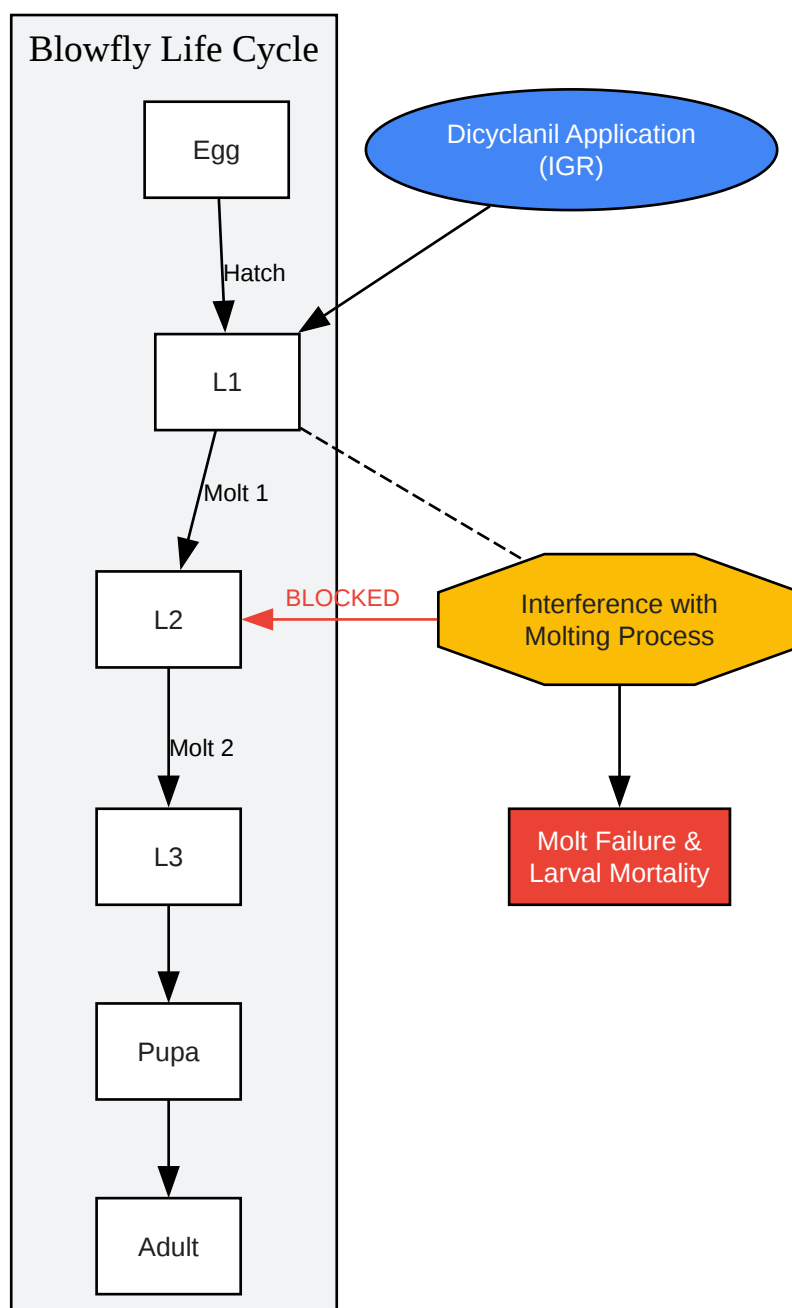 Blowfly Life Cycle
Egg
Dicyclanil Application
(IGR)
Hatch
L1
Molt 1
L2
BLOCKED
Interference with
Molting Process
Molt 2
L3
Molt Failure &
Larval Mortality
Pupa
Adult